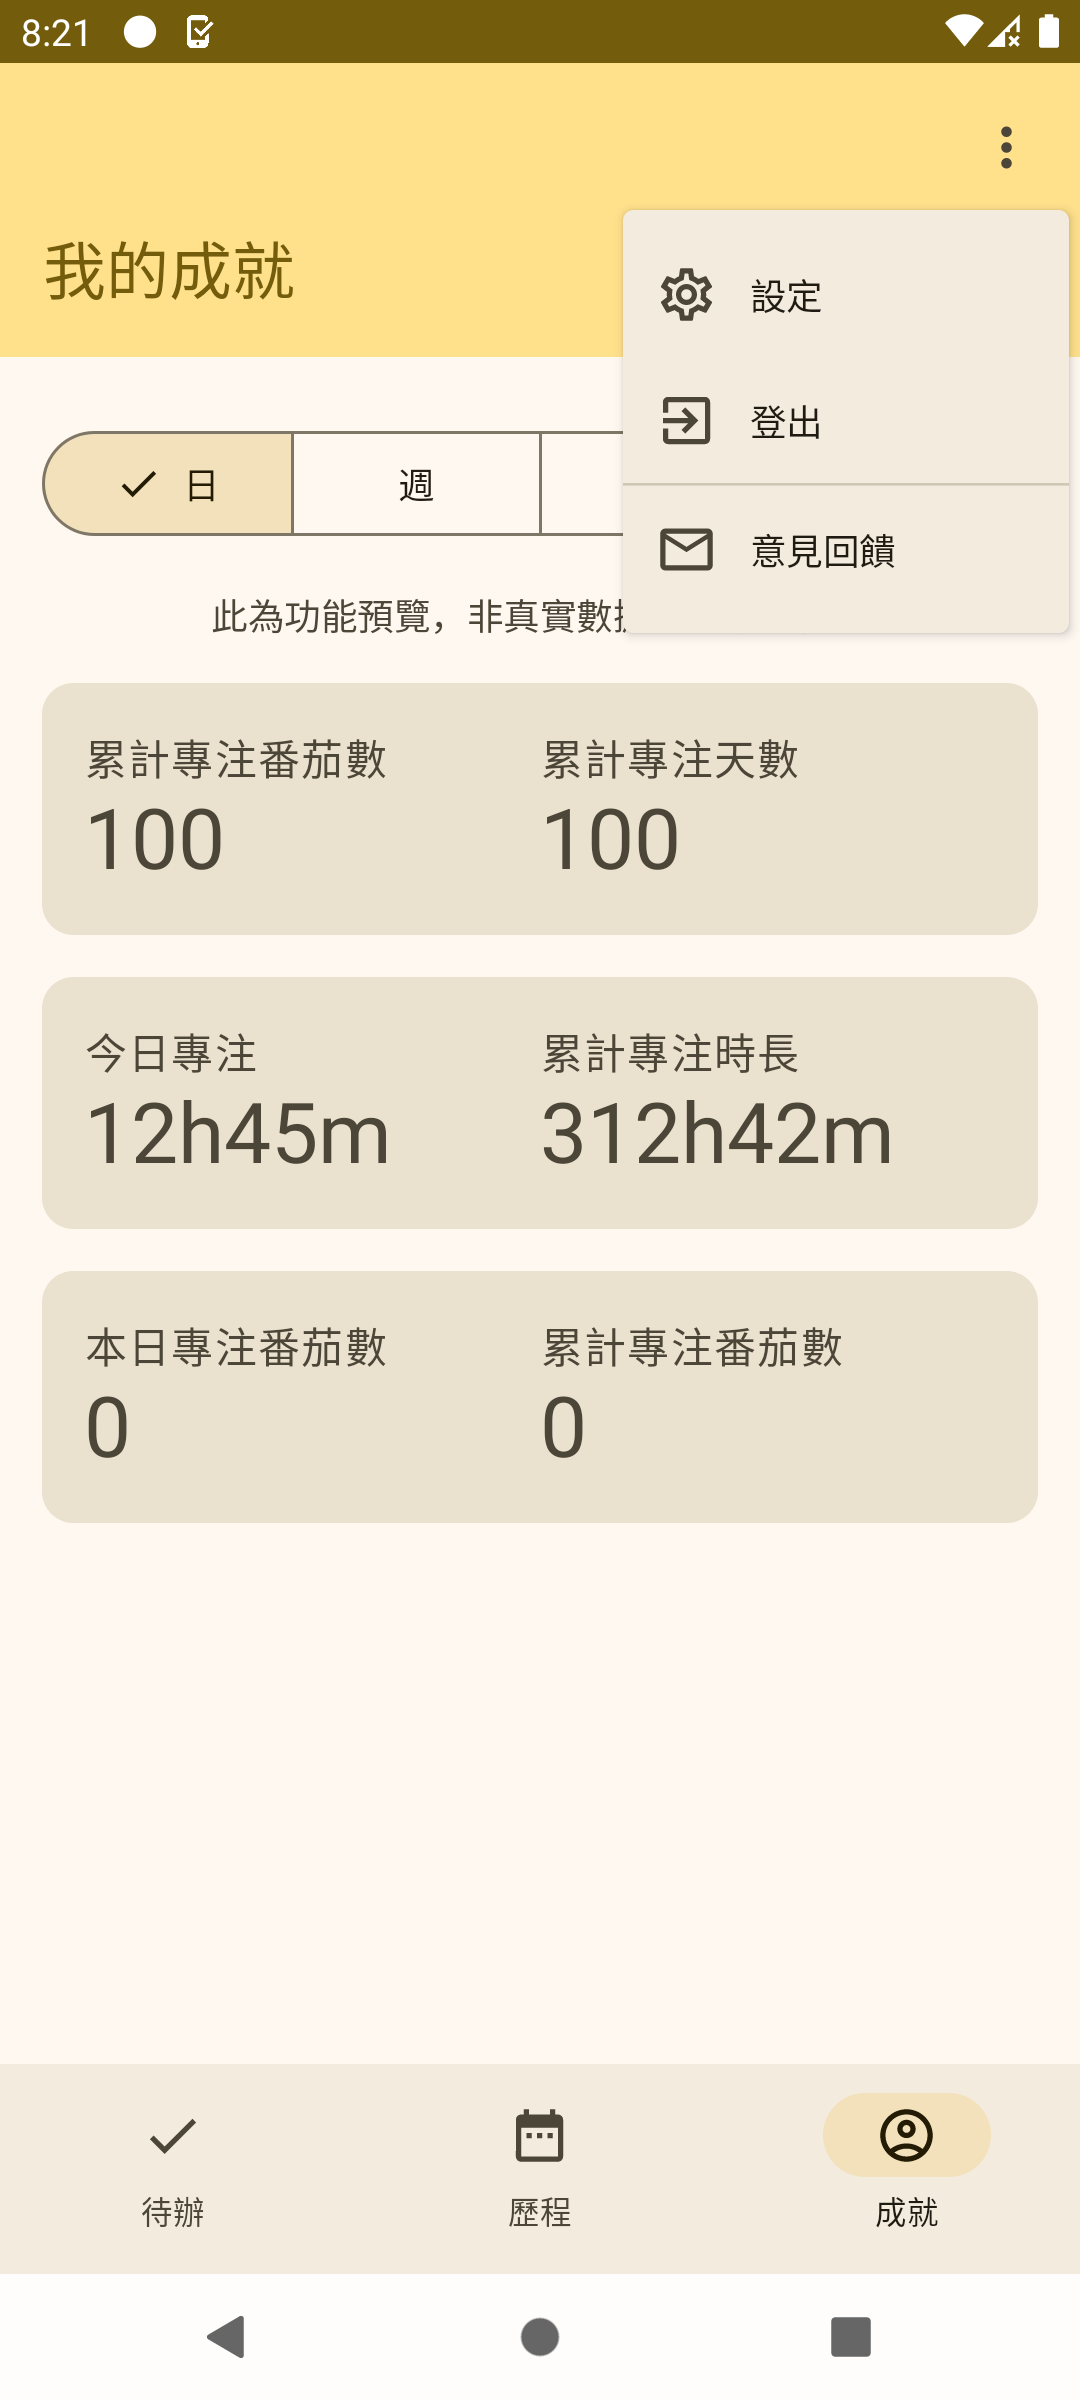 8:21
我的成就
設定
登出
意見回饋
日
週
此為功能預覽，非真實數
累計專注番茄數
100
累計專注天數
100
今日專注
12h45m
累計專注時長
312h42m
本日專注番茄數
0
累計專注番茄數
0
待辦
歷程
成就